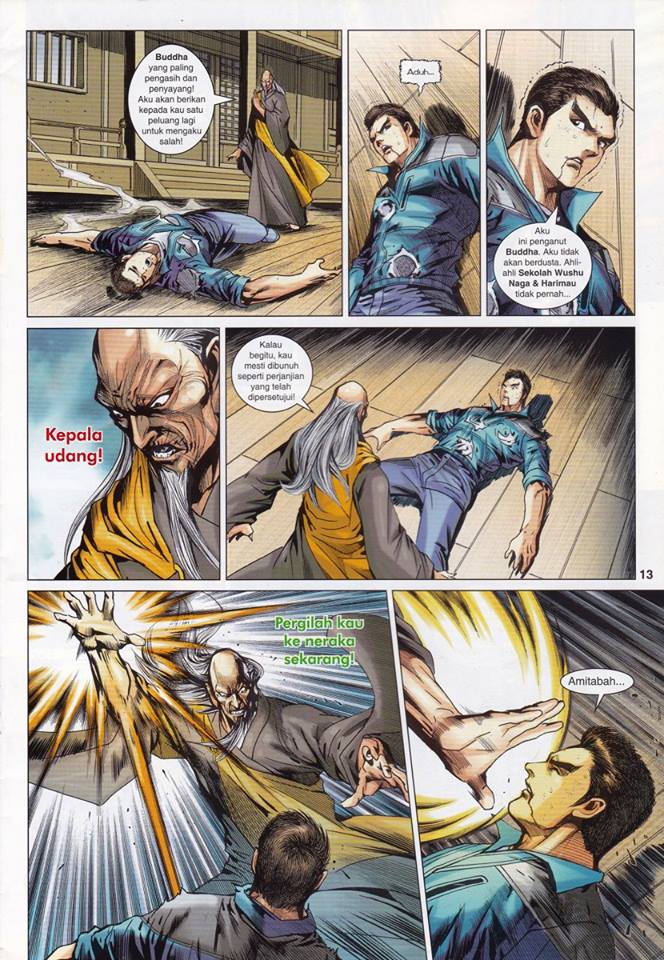 Buddha
yang paling
pengasih dan
penyayang!
Aku akan berikan
kepada kau satu
peluang lagi
untuk mengaku
salah!
Aduh...
Aku
ini penganut
Buddha. Aku tidak
akan berdusta. Ahli-
ahli Sekolah Wushu
Naga & Harimau
tidak pernah...
Kepala
udang!
Kalau
begitu, kau
mesti dibunuh
seperti perjanjian
yang telah
dipersetujui!
13
Pergilah kau
ke neraka
sekarang!
Amitabah...